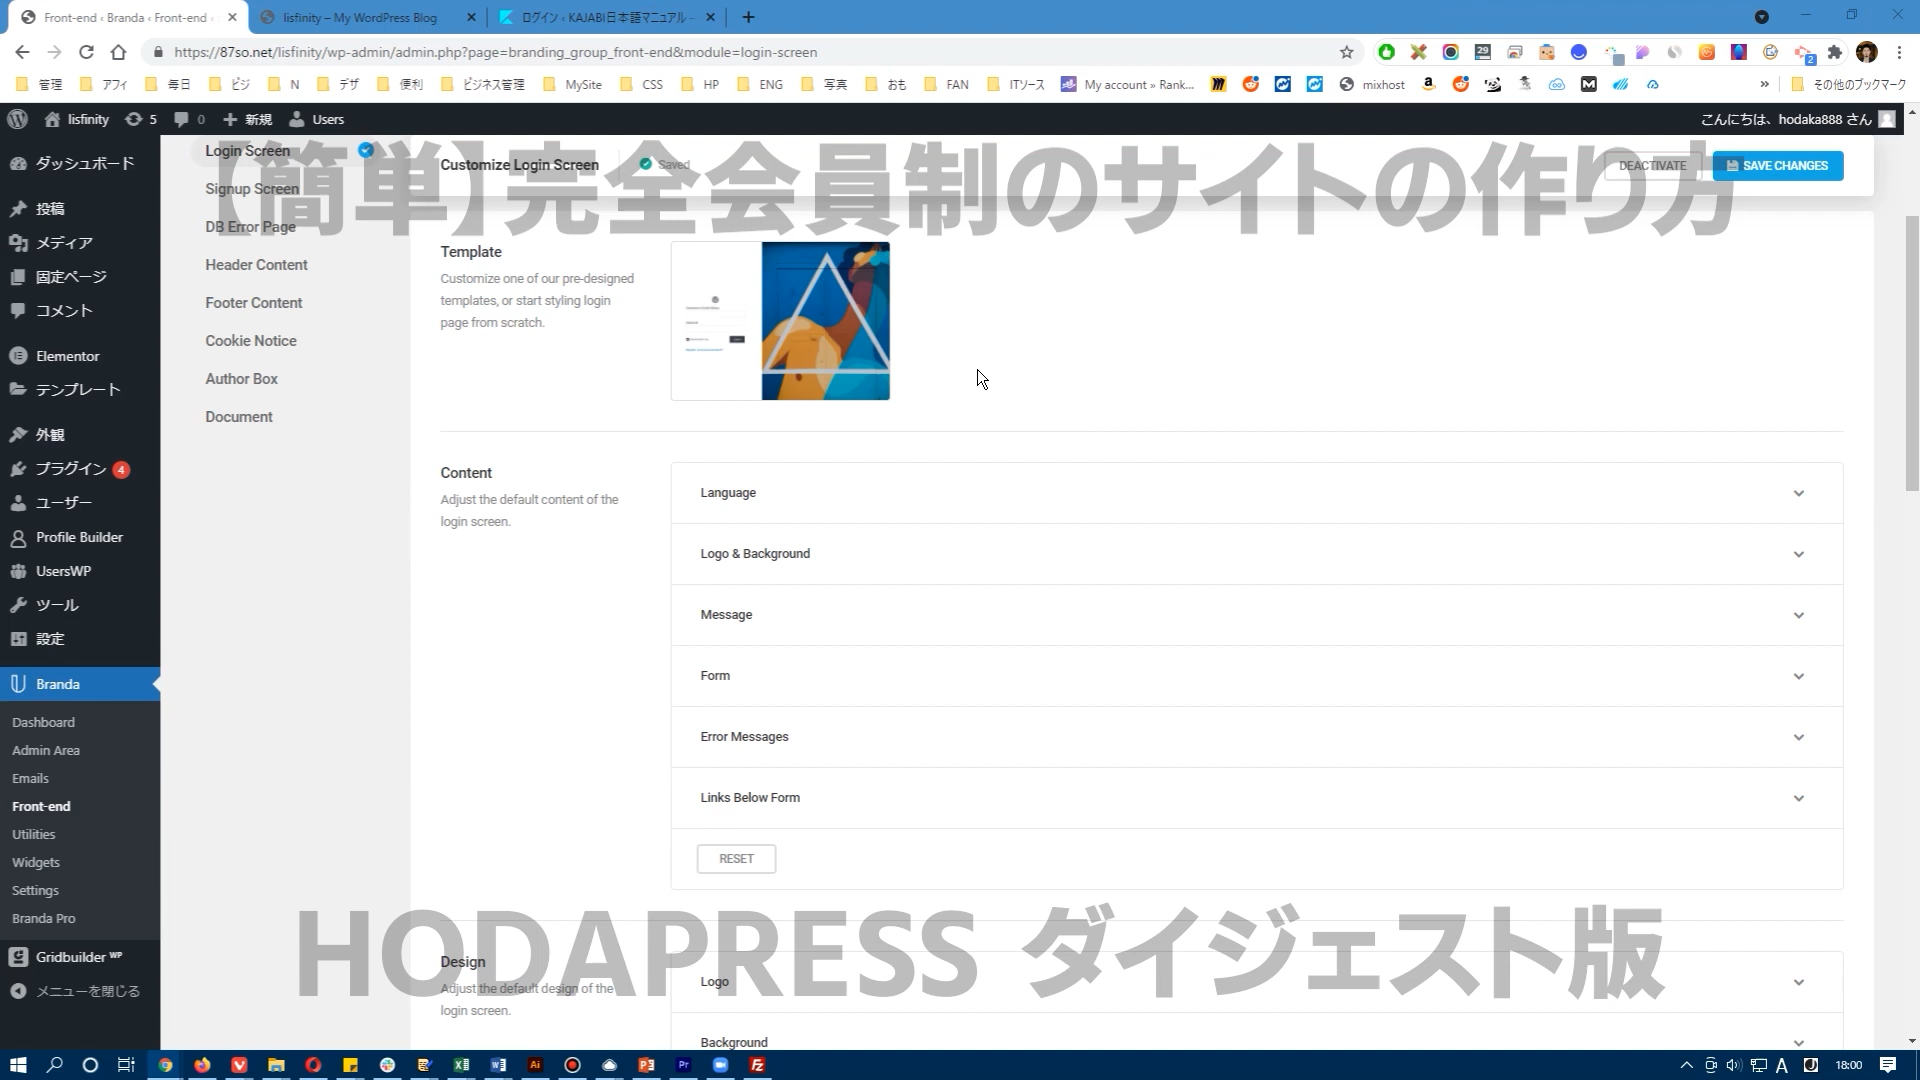 Front-end ‹ Branda ‹ Front-end ‹
lisfinity – My WordPress Blog
ログイン ‹ KAJABI日本語マニュアル –
https://87so.net/lisfinity/wp-admin/admin.php?page=branding_group_front-end&module=login-screen
29
2
管理
アフィ
毎日
ビジ
N
デザ
便利
ビジネス管理
MySite
CSS
HP
ENG
写真
おも
FAN
ITソース
My account » Rank...
mixhost
»
その他のブックマーク
lisfinity
5
0
新規
Users
こんにちは、hodaka888 さん
ダッシュボード
投稿
メディア
固定ページ
コメント
Elementor
テンプレート
外観
プラグイン 4
ユーザー
Profile Builder
UsersWP
ツール
設定
Branda
Dashboard
Admin Area
Emails
Front-end
Utilities
Widgets
Settings
Branda Pro
Gridbuilder WP
メニューを閉じる
Login Screen
Signup Screen
DB Error Page
Header Content
Footer Content
Cookie Notice
Author Box
Document
Customize Login Screen
Saved
DEACTIVATE
SAVE CHANGES
【簡単】完全会員制のサイトの作り方
Template
Customize one of our pre-designed
templates, or start styling login
page from scratch.
Content
Adjust the default content of the
login screen.
Language
Logo & Background
Message
Form
Error Messages
Links Below Form
RESET
HODAPRESS ダイジェスト版
Design
Adjust the default design of the
login screen.
Logo
Background
Ai
Pr
Fz
A
18:00